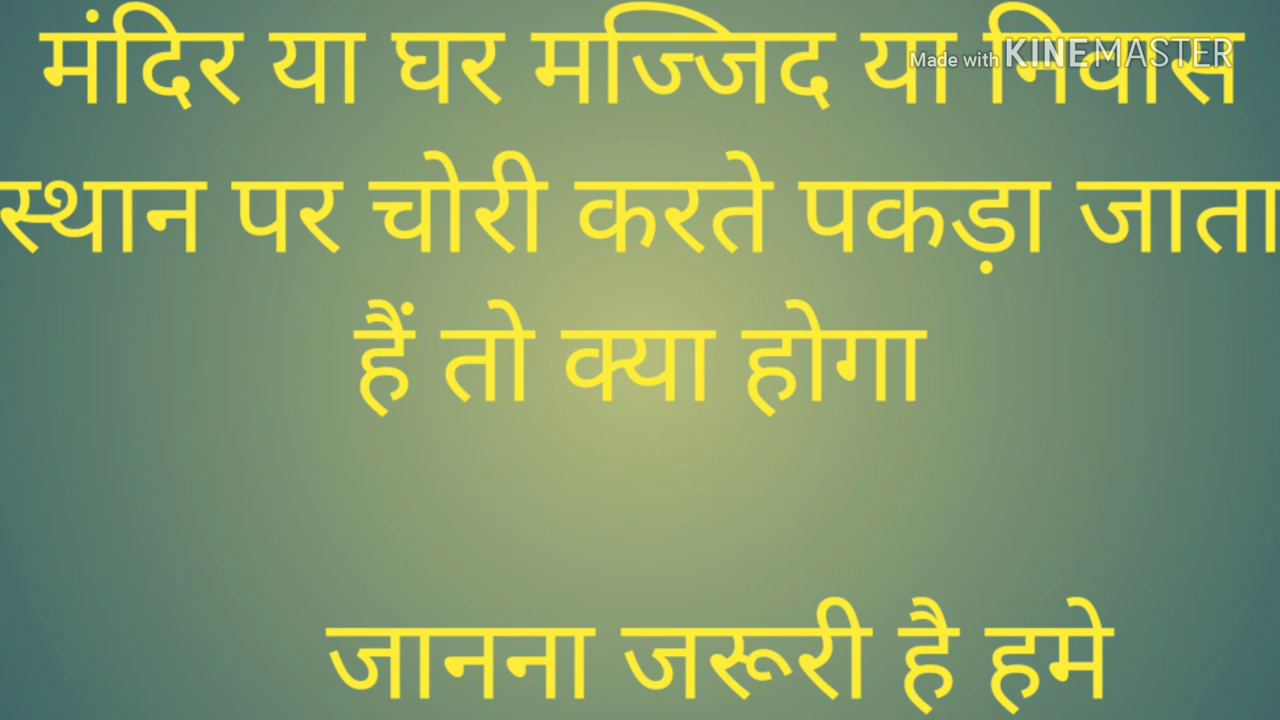 मंदिर या घर मज्जिद या निवास
Made with KINEMASTER
स्थान पर चोरी करते पकड़ा जाता
हैं तो क्या होगा
जानना जरूरी है हमे